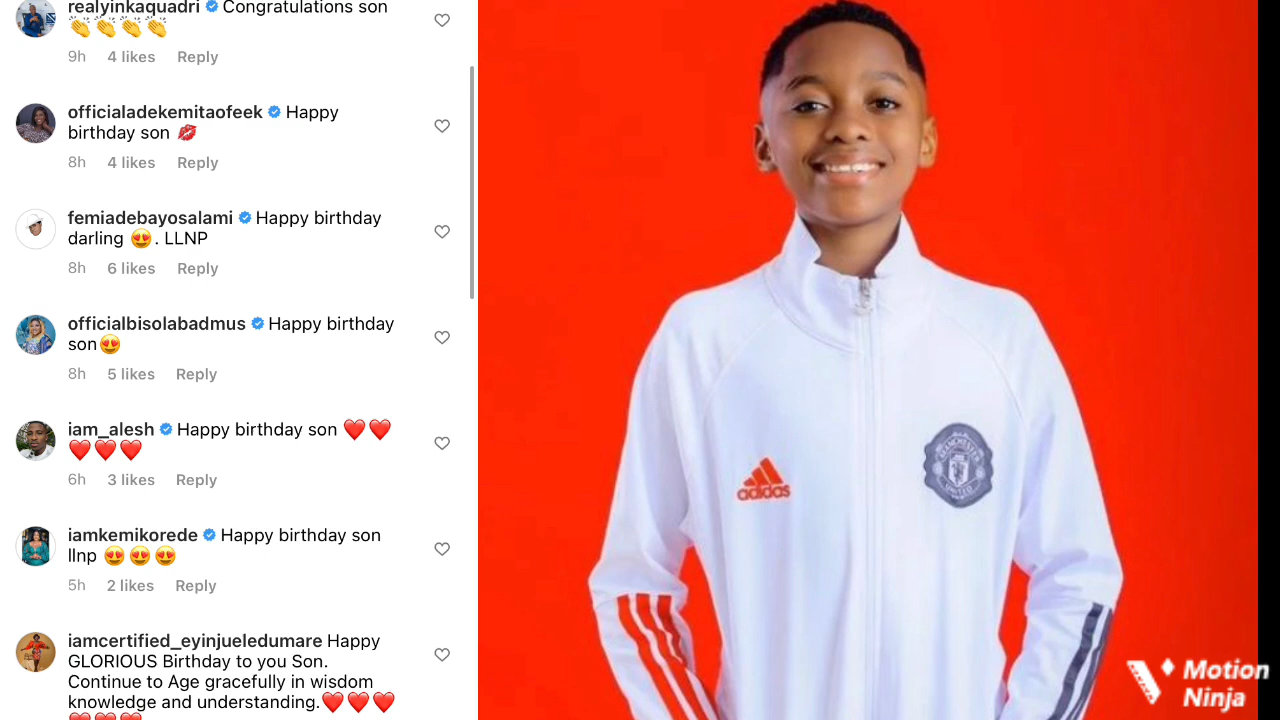 realyinkaquadri Congratulations son
👏👏👏👏
9h 4 likes Reply
officialadekemitaofeek Happy
birthday son 💋
8h 4 likes Reply
femiadebayosalami Happy birthday
darling 😍. LLNP
8h 6 likes Reply
officialbisolabadmus Happy birthday
son😍
8h 5 likes Reply
iam_alesh Happy birthday son ❤️❤️
❤️❤️❤️
6h 3 likes Reply
iamkemikorede Happy birthday son
llnp 😍😍😍
5h 2 likes Reply
iamcertified_eyinjueledumare Happy
GLORIOUS Birthday to you Son.
Continue to Age gracefully in wisdom
knowledge and understanding.❤️❤️❤️
❤️❤️❤️
adidas
MANCHESTER
UNITED
Motion
Ninja